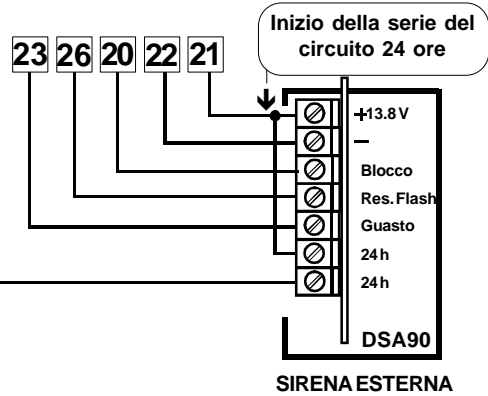 Inizio della serie del
circuito 24 ore
23 26 20 22 21
+13.8 V
−
Blocco
Res. Flash
Guasto
24 h
24 h
DSA90
SIRENA ESTERNA